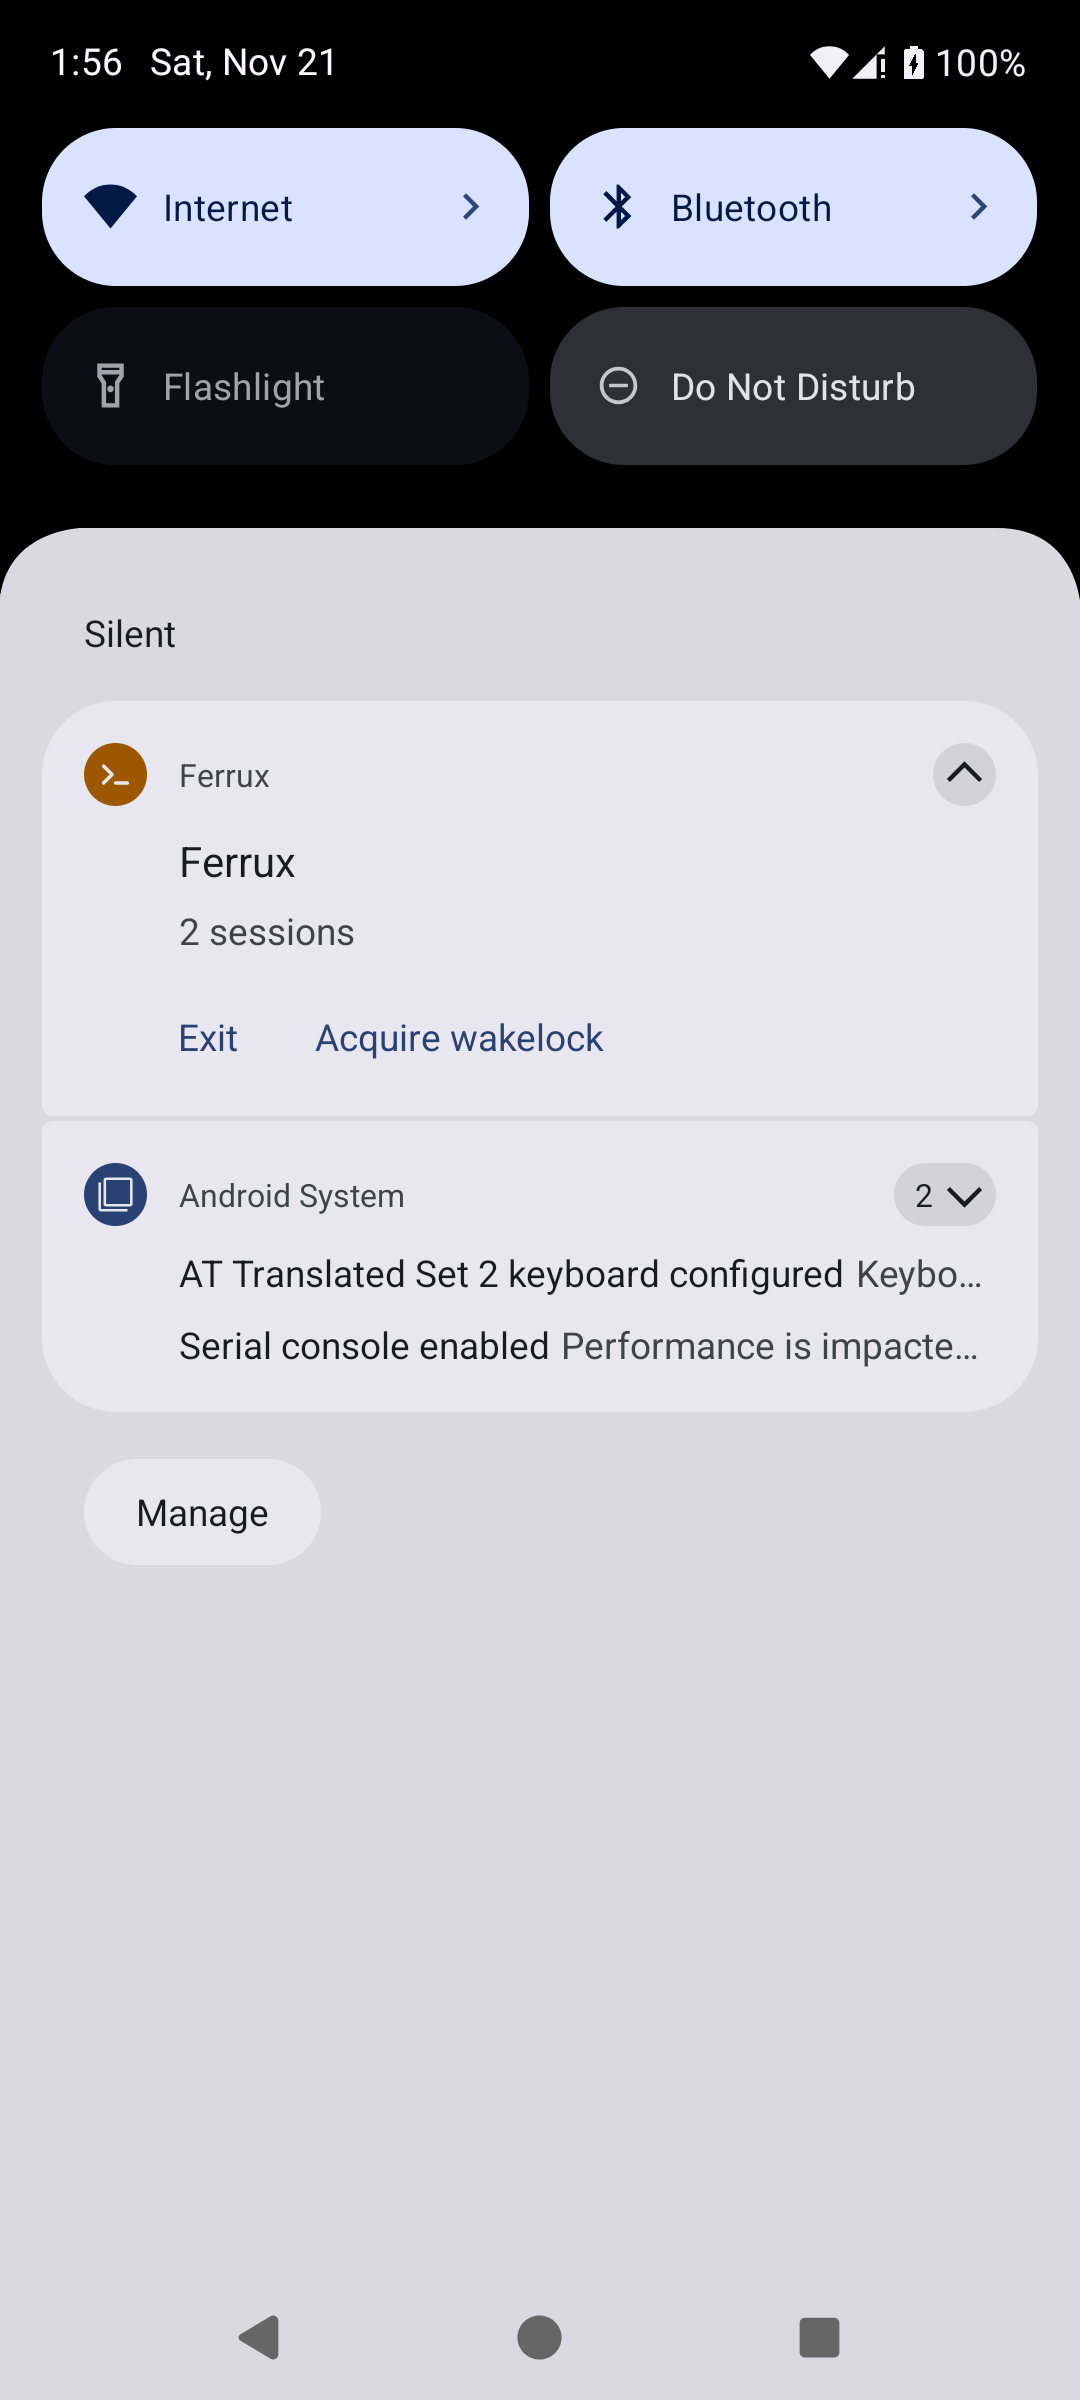 1:56 Sat, Nov 21 100%
Internet Bluetooth
Flashlight Do Not Disturb
Silent
Ferrux
Ferrux
2 sessions
Exit Acquire wakelock
Android System 2
AT Translated Set 2 keyboard configured Keybo…
Serial console enabled Performance is impacte…
Manage